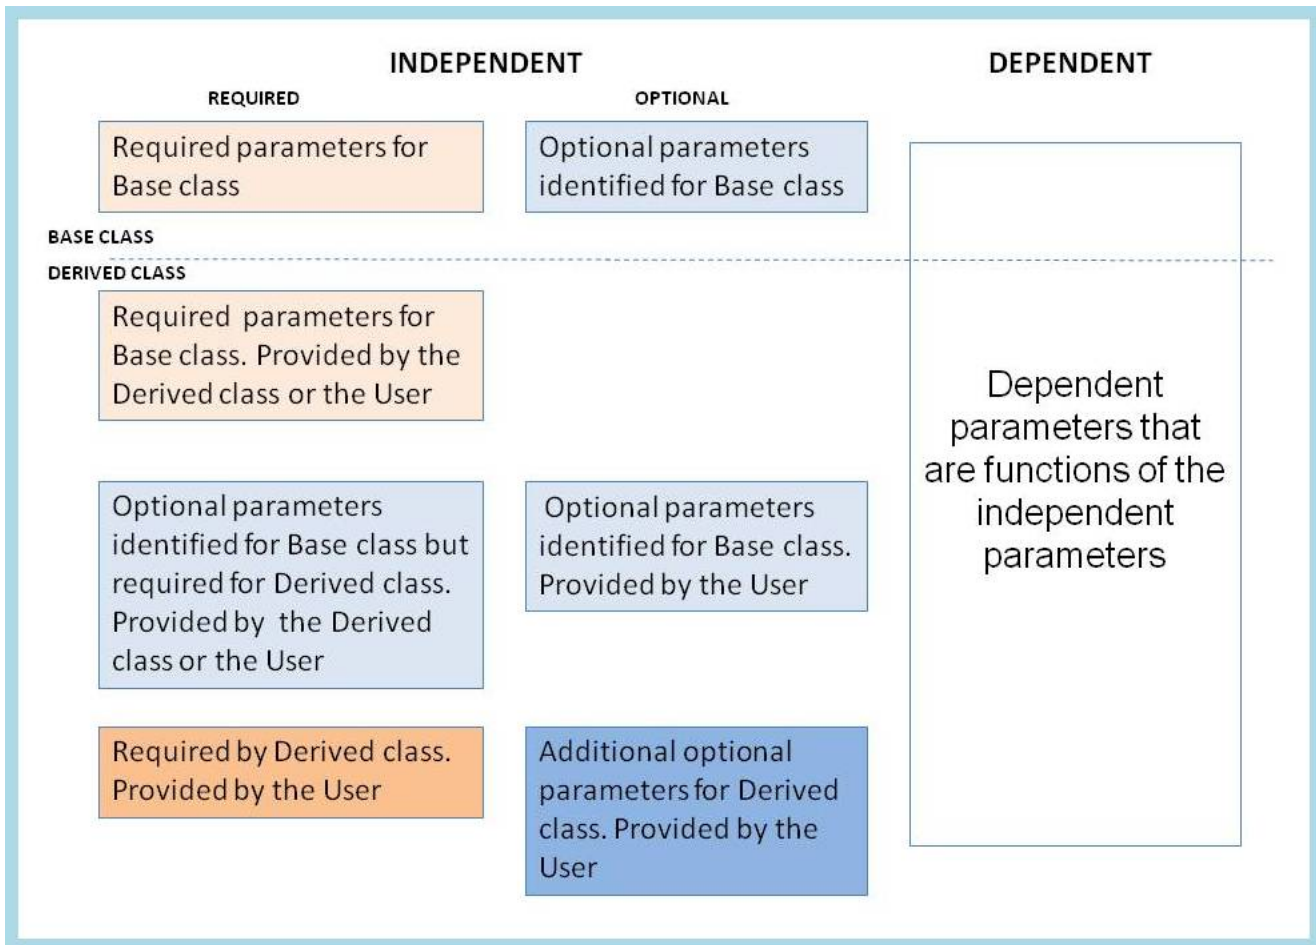 INDEPENDENT
DEPENDENT
REQUIRED
OPTIONAL
Required parameters for
Base class
Optional parameters
identified for Base class
BASE CLASS
DERIVED CLASS
Required parameters for
Base class. Provided by the
Derived class or the User
Optional parameters
identified for Base class but
required for Derived class.
Provided by the Derived
class or the User
Optional parameters
identified for Base class.
Provided by the User
Required by Derived class.
Provided by the User
Additional optional
parameters for Derived
class. Provided by the
User
Dependent
parameters that
are functions of the
independent
parameters